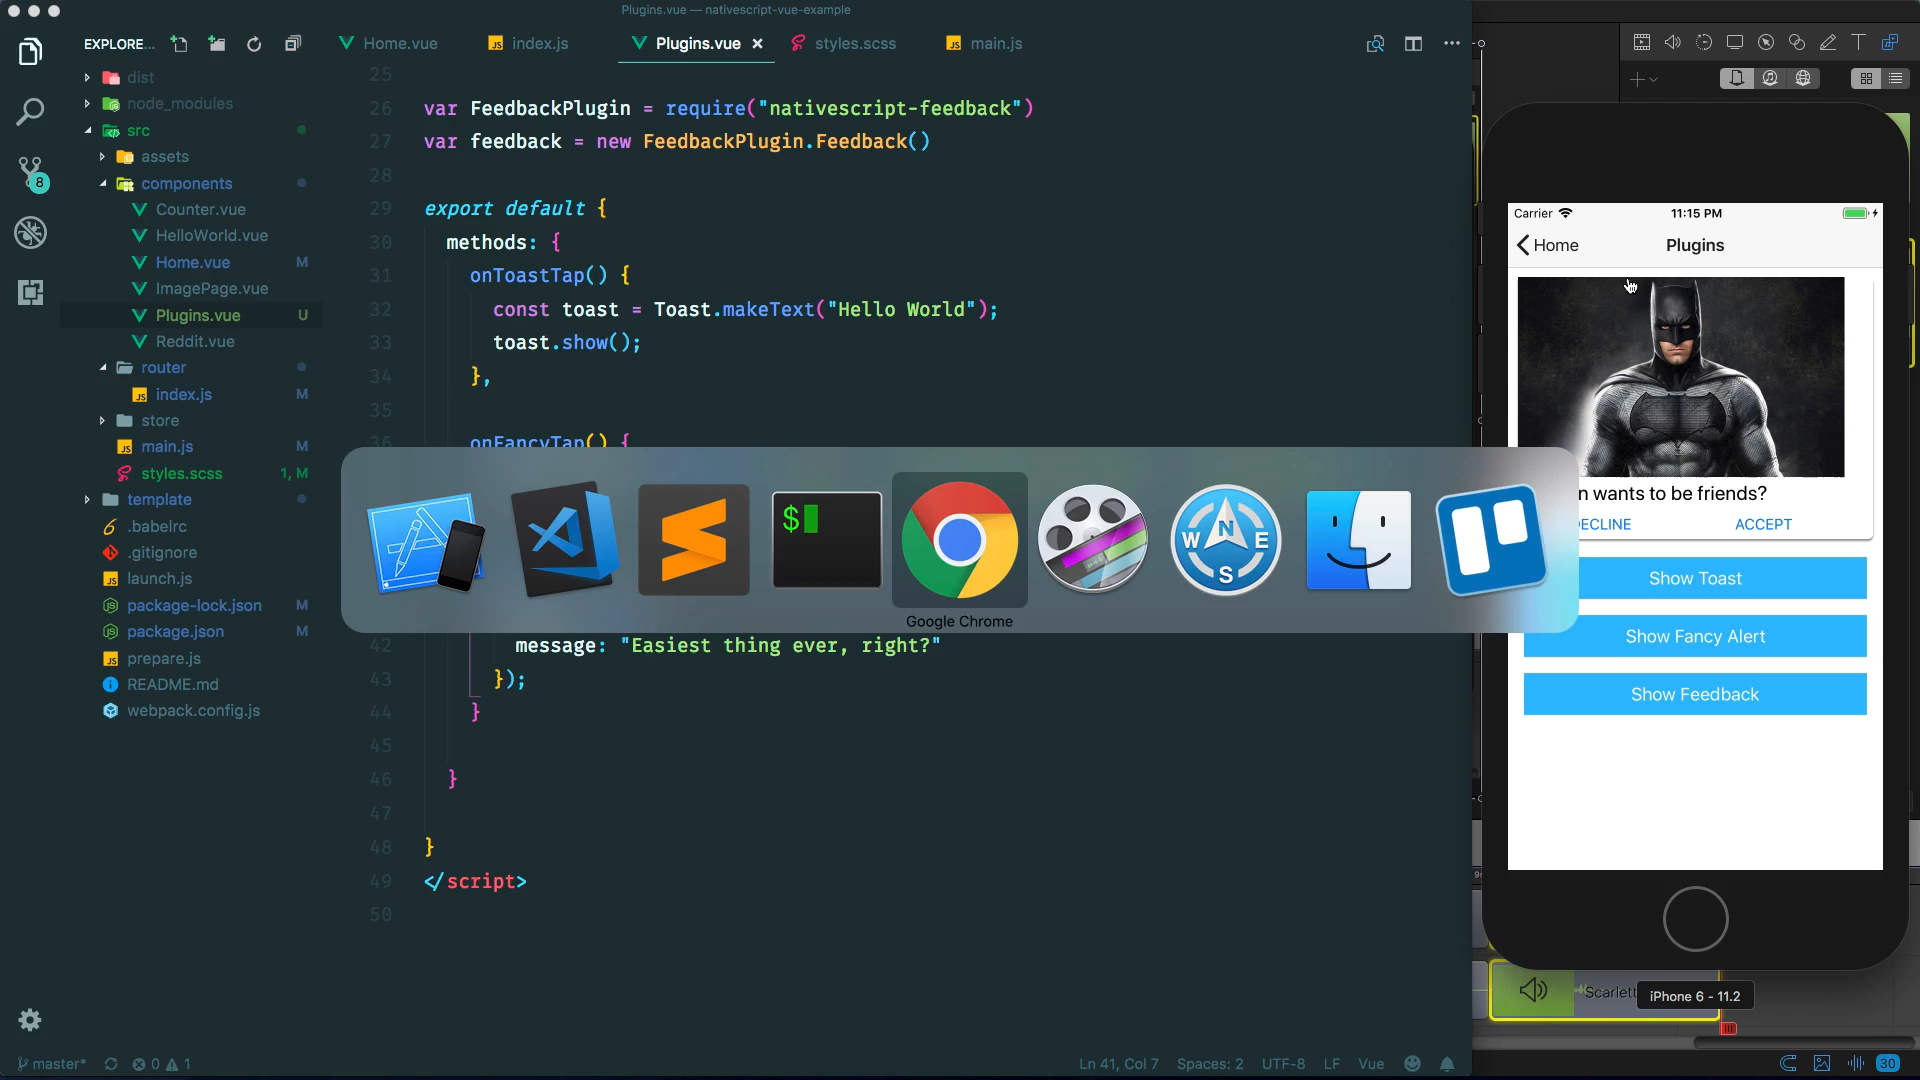 Plugins.vue — nativescript-vue-example
EXPLORE...
Home.vue
index.js
Plugins.vue
styles.scss
main.js
dist
node_modules
src
assets
components
Counter.vue
HelloWorld.vue
Home.vue M
ImagePage.vue
Plugins.vue U
Reddit.vue
router
index.js M
store
main.js M
styles.scss 1, M
template
.babelrc
.gitignore
launch.js
package-lock.json M
package.json M
prepare.js
README.md
webpack.config.js
8
25
26 var FeedbackPlugin = require("nativescript-feedback")
27 var feedback = new FeedbackPlugin.Feedback()
28
29 export default {
30 methods: {
31 onToastTap() {
32 const toast = Toast.makeText("Hello World");
33 toast.show();
34 },
35
36 onFancyTap() {
42 message: "Easiest thing ever, right?"
43 });
44 }
45
46 }
47
48 }
49 </script>
50
$
N
W E
S
Google Chrome
Carrier 11:15 PM
Home Plugins
n wants to be friends?
ECLINE ACCEPT
Show Toast
Show Fancy Alert
Show Feedback
Scarlett
iPhone 6 - 11.2
master* 0 1
Ln 41, Col 7 Spaces: 2 UTF-8 LF Vue
30